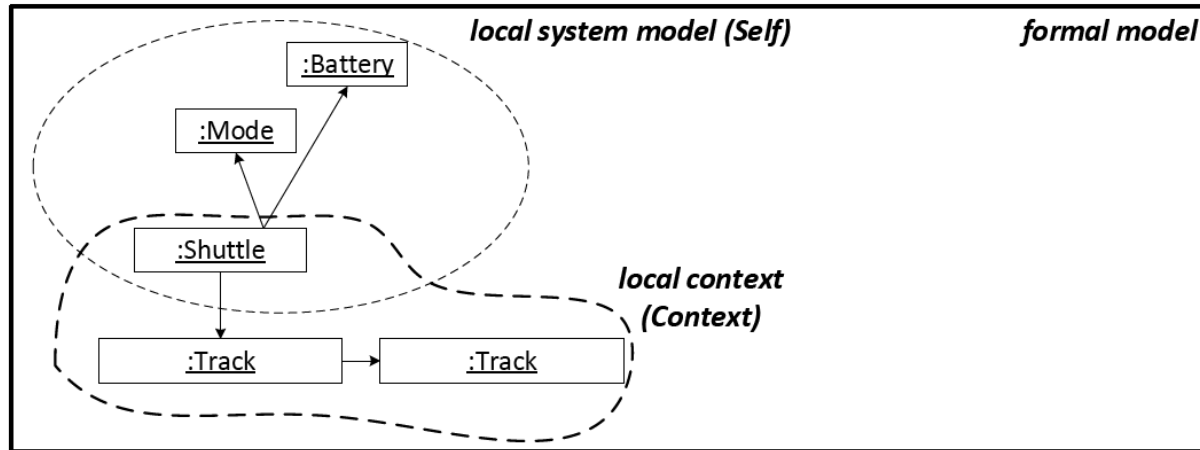 local system model (Self)
formal model
:Battery
:Mode
:Shuttle
local context
(Context)
:Track
:Track